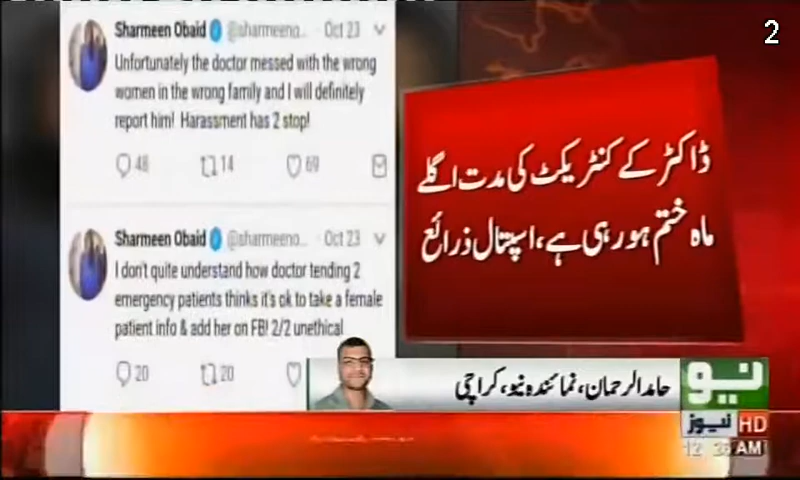 2
Sharmeen Obaid @sharmeeno... Oct 23
Unfortunately the doctor messed with the wrong
women in the wrong family and I will definitely
report him! Harassment has 2 stop!
48 14 69
Sharmeen Obaid @sharmeeno... Oct 23
I don't quite understand how doctor tending 2
emergency patients thinks it's ok to take a female
patient info & add her on FB! 2/2 unethical
20 20
ڈاکٹر کے کنٹریکٹ کی مدت اگلے
ماہ ختم ہو رہی ہے، اسپتال ذرائع
حامد الرحمان، نمائندہ نیو، کراچی
نیو
نیوز HD
12 26 AM